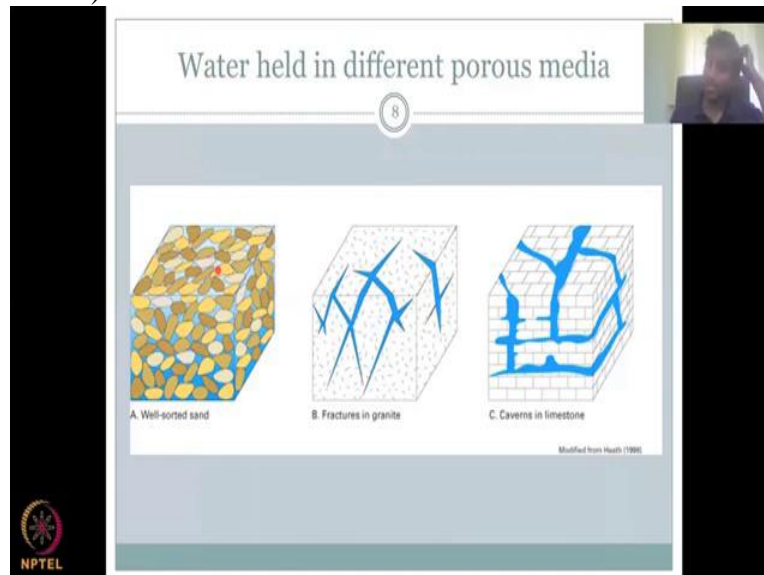 )
Water held in different porous media
8
A. Well-sorted sand
B. Fractures in granite
C. Caverns in limestone
Modified from Heath (1998)
NPTEL